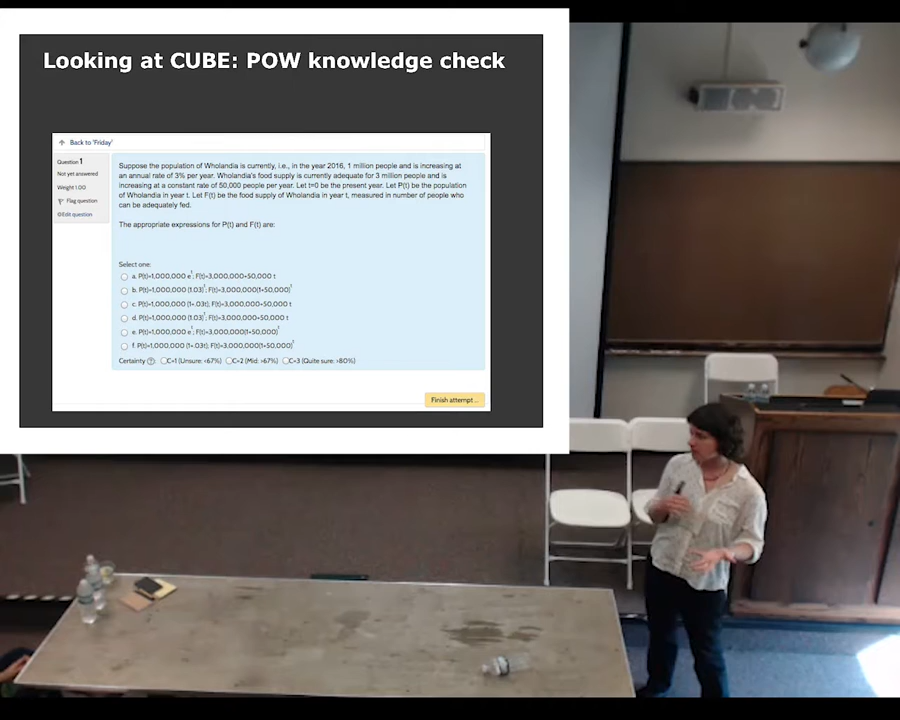 Looking at CUBE: POW knowledge check
Back to 'Friday'
Question 1
Not yet answered
Weight 1.00
Flag question
Edit question
Suppose the population of Wholandia is currently, i.e., in the year 2016, 1 million people and is increasing at
an annual rate of 3% per year. Wholandia's food supply is currently adequate for 3 million people and is
increasing at a constant rate of 50,000 people per year. Let t=0 be the present year. Let P(t) be the population
of Wholandia in year t. Let F(t) be the food supply of Wholandia in year t, measured in number of people who
can be adequately fed.
The appropriate expressions for P(t) and F(t) are:
Select one:
a. P(t)=1,000,000 e^t; F(t)=3,000,000+50,000 t
b. P(t)=1,000,000 (1.03)^t; F(t)=3,000,000(1+50,000)^t
c. P(t)=1,000,000 (1+.03t); F(t)=3,000,000+50,000 t
d. P(t)=1,000,000 (1.03)^t; F(t)=3,000,000+50,000 t
e. P(t)=1,000,000 e^t; F(t)=3,000,000(1+50,000)^t
f. P(t)=1,000,000 (1+.03t); F(t)=3,000,000(1+50,000)^t
Certainty C=1 (Unsure: <67%) C=2 (Mid: >67%) C=3 (Quite sure: >80%)
Finish attempt ...